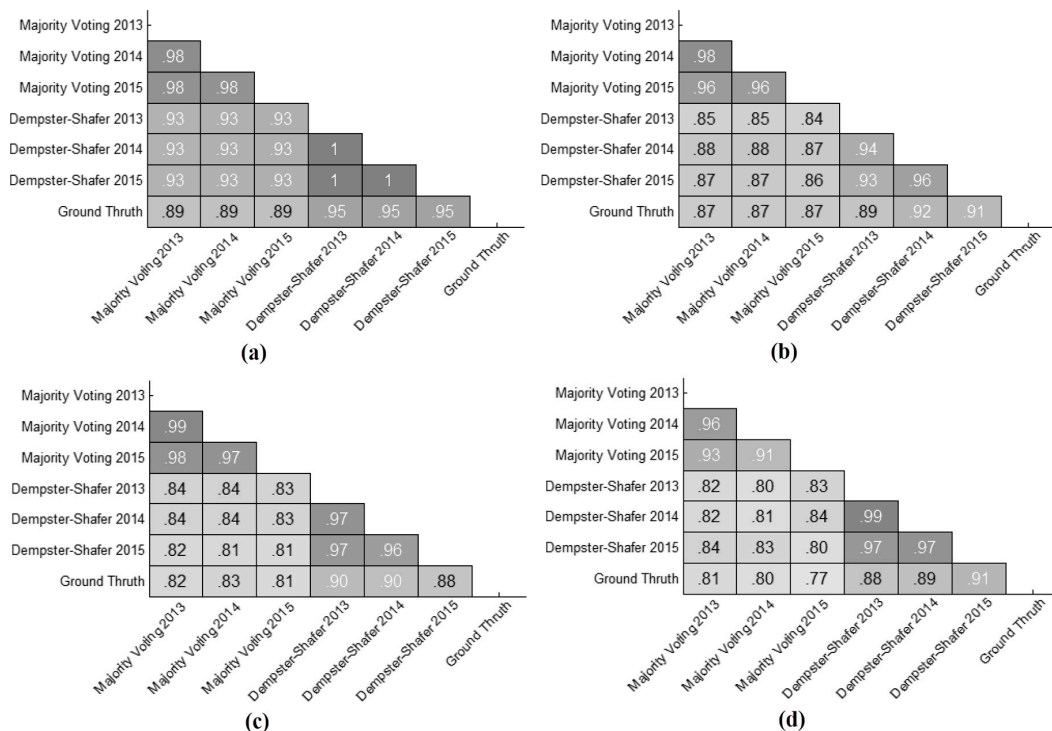 Majority Voting 2013
Majority Voting 2014 .98
Majority Voting 2015 .98 .98
Dempster-Shafer 2013 .93 .93 .93
Dempster-Shafer 2014 .93 .93 .93 1
Dempster-Shafer 2015 .93 .93 .93 1 1
Ground Thruth .89 .89 .89 .95 .95 .95
Majority Voting 2013
Majority Voting 2014
Majority Voting 2015
Dempster-Shafer 2013
Dempster-Shafer 2014
Dempster-Shafer 2015
Ground Thruth
(a)
Majority Voting 2013
Majority Voting 2014 .98
Majority Voting 2015 .96 .96
Dempster-Shafer 2013 .85 .85 .84
Dempster-Shafer 2014 .88 .88 .87 .94
Dempster-Shafer 2015 .87 .87 .86 .93 .96
Ground Thruth .87 .87 .87 .89 .92 .91
Majority Voting 2013
Majority Voting 2014
Majority Voting 2015
Dempster-Shafer 2013
Dempster-Shafer 2014
Dempster-Shafer 2015
Ground Thruth
(b)
Majority Voting 2013
Majority Voting 2014 .99
Majority Voting 2015 .98 .97
Dempster-Shafer 2013 .84 .84 .83
Dempster-Shafer 2014 .84 .84 .83 .97
Dempster-Shafer 2015 .82 .81 .81 .97 .96
Ground Thruth .82 .83 .81 .90 .90 .88
Majority Voting 2013
Majority Voting 2014
Majority Voting 2015
Dempster-Shafer 2013
Dempster-Shafer 2014
Dempster-Shafer 2015
Ground Thruth
(c)
Majority Voting 2013
Majority Voting 2014 .96
Majority Voting 2015 .93 .91
Dempster-Shafer 2013 .82 .80 .83
Dempster-Shafer 2014 .82 .81 .84 .99
Dempster-Shafer 2015 .84 .83 .80 .97 .97
Ground Thruth .81 .80 .77 .88 .89 .91
Majority Voting 2013
Majority Voting 2014
Majority Voting 2015
Dempster-Shafer 2013
Dempster-Shafer 2014
Dempster-Shafer 2015
Ground Thruth
(d)